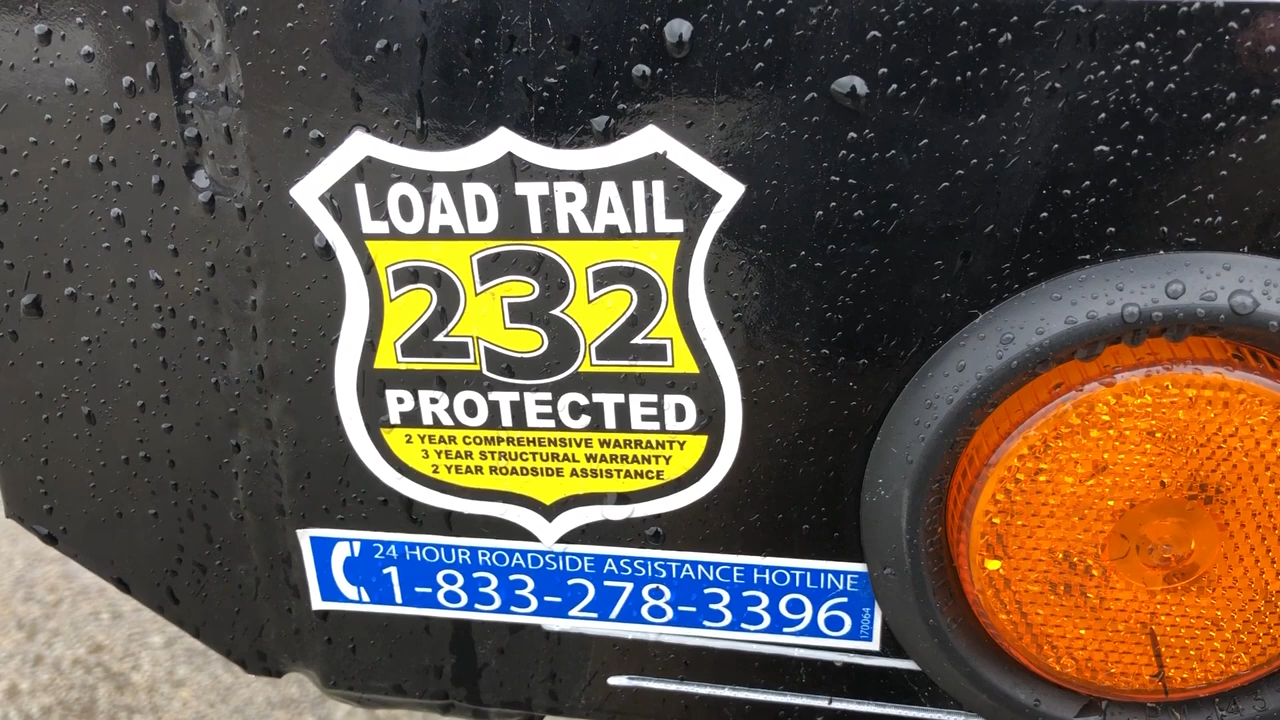 LOAD TRAIL
232
PROTECTED
2 YEAR COMPREHENSIVE WARRANTY
3 YEAR STRUCTURAL WARRANTY
2 YEAR ROADSIDE ASSISTANCE
24 HOUR ROADSIDE ASSISTANCE HOTLINE
1-833-278-3396
170064